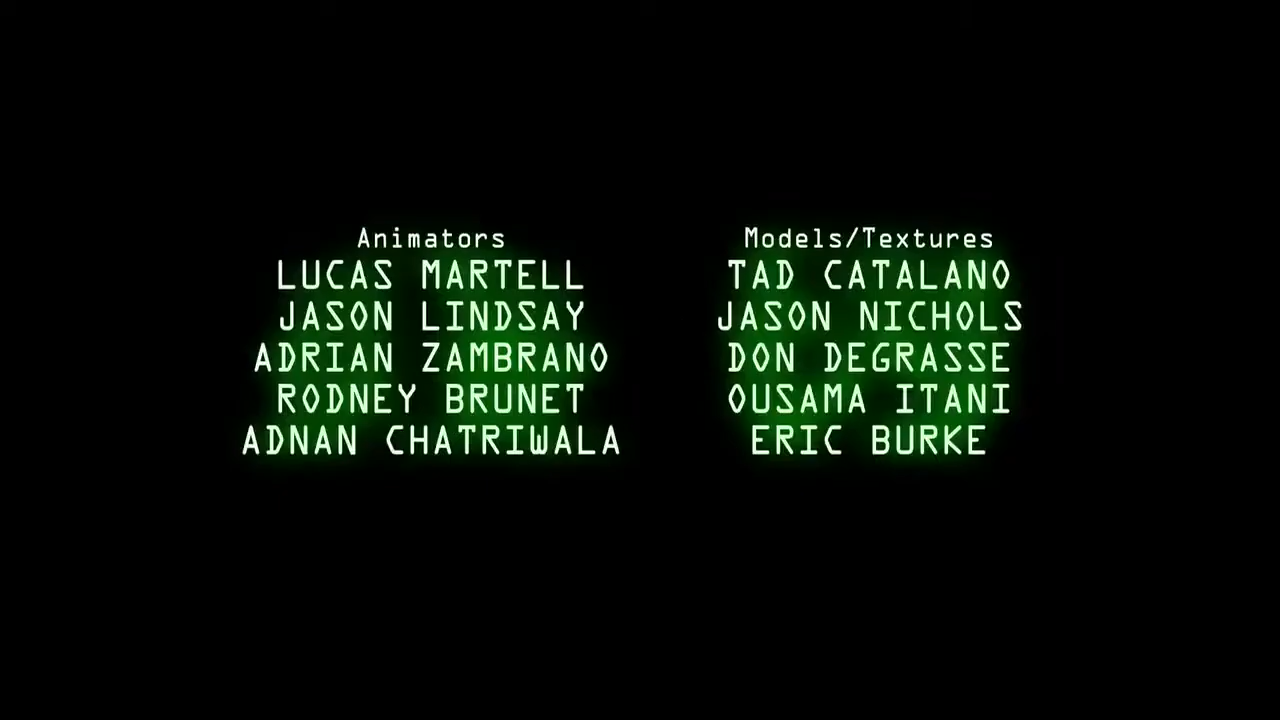 Animators
LUCAS MARTELL
JASON LINDSAY
ADRIAN ZAMBRANO
RODNEY BRUNET
ADNAN CHATRIWALA
Models/Textures
TAD CATALANO
JASON NICHOLS
DON DEGRASSE
OUSAMA ITANI
ERIC BURKE